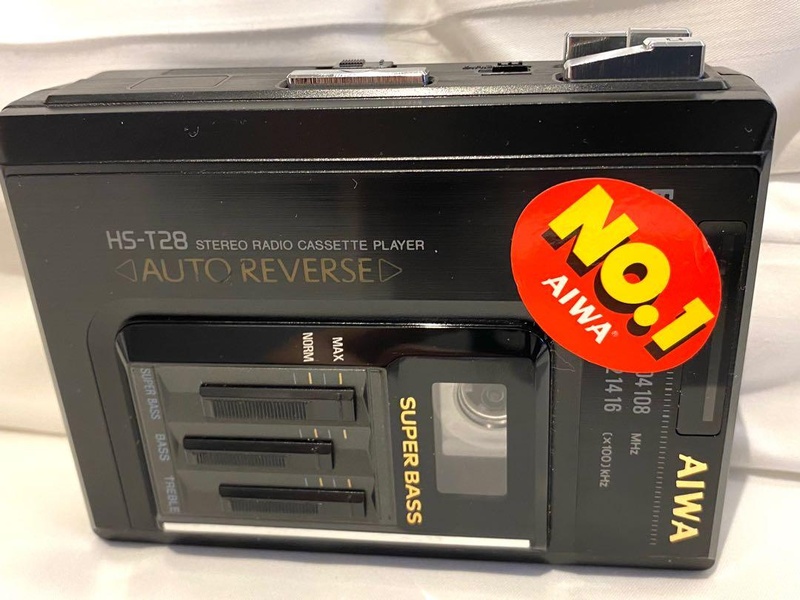 HS-T28 STEREO RADIO CASSETTE PLAYER
AUTO REVERSE
NO.1
AIWA®
MAX
NORM
SUPER BASS
BASS
TREBLE
SUPER BASS
04 108
MHz
14 16
(x100)kHz
AIWA